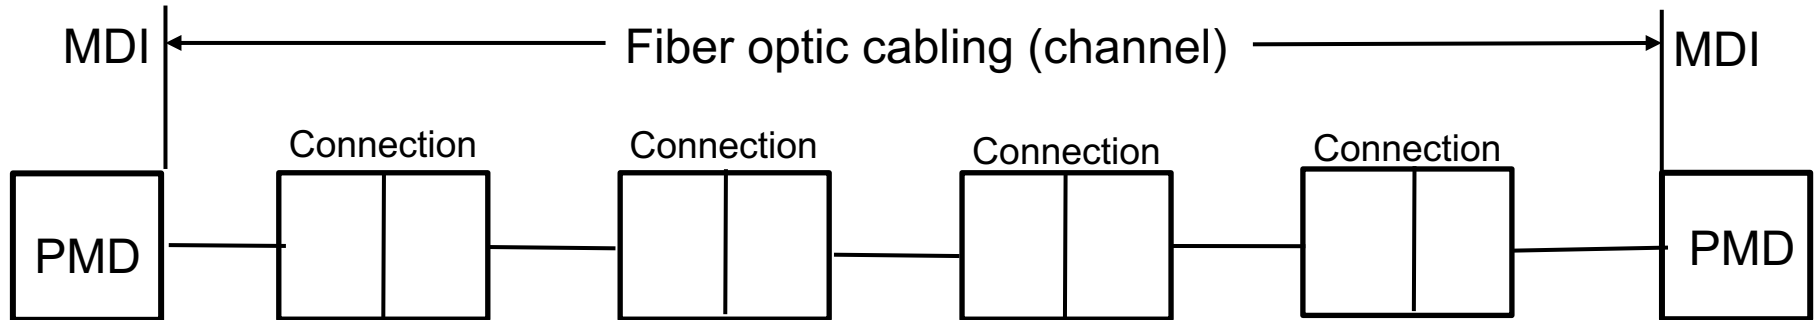 MDI Fiber optic cabling (channel) MDI
Connection Connection Connection Connection
PMD PMD